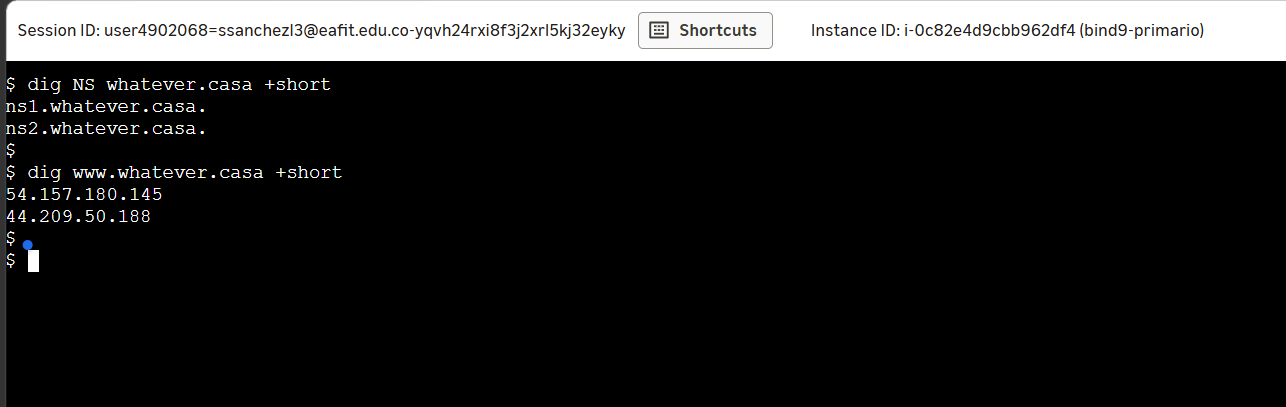 Session ID: user4902068=ssanchezl3@eafit.edu.co-yqvh24rxi8f3j2xrl5kj32eyky Shortcuts Instance ID: i-0c82e4d9cbb962df4 (bind9-primario)
$ dig NS whatever.casa +short
ns1.whatever.casa.
ns2.whatever.casa.
$
$ dig www.whatever.casa +short
54.157.180.145
44.209.50.188
$
$